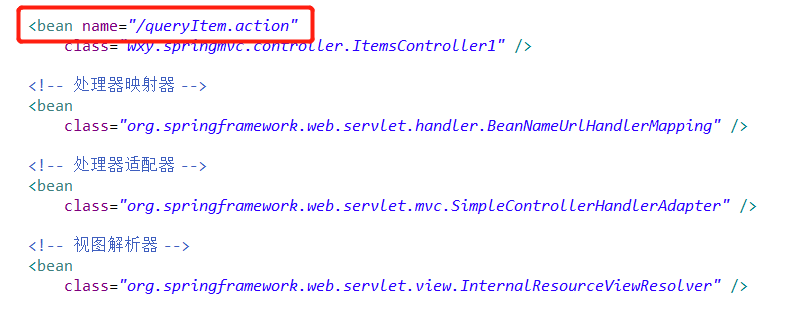 <bean name="/queryItem.action"
class="wxy.springmvc.controller.ItemsController1" />
<!-- 处理器映射器 -->
<bean
class="org.springframework.web.servlet.handler.BeanNameUrlHandlerMapping" />
<!-- 处理器适配器 -->
<bean
class="org.springframework.web.servlet.mvc.SimpleControllerHandlerAdapter" />
<!-- 视图解析器 -->
<bean
class="org.springframework.web.servlet.view.InternalResourceViewResolver" />